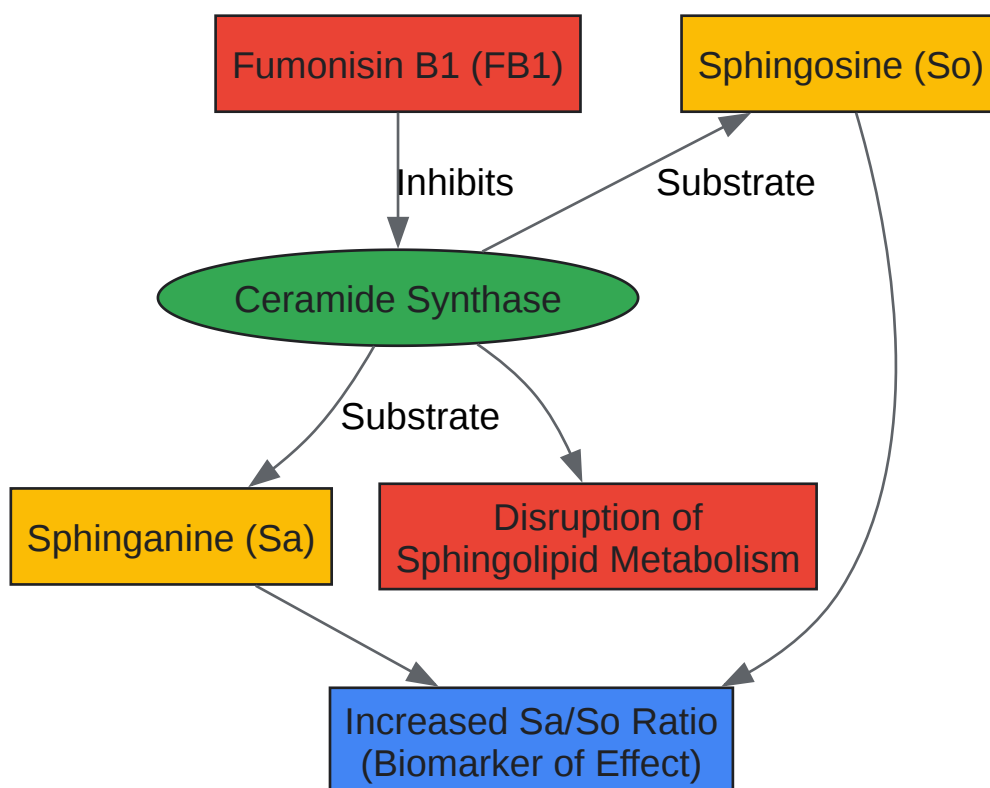 Fumonisin B1 (FB1)
Sphingosine (So)
Inhibits
Substrate
Ceramide Synthase
Substrate
Sphinganine (Sa)
Disruption of
Sphingolipid Metabolism
Increased Sa/So Ratio
(Biomarker of Effect)